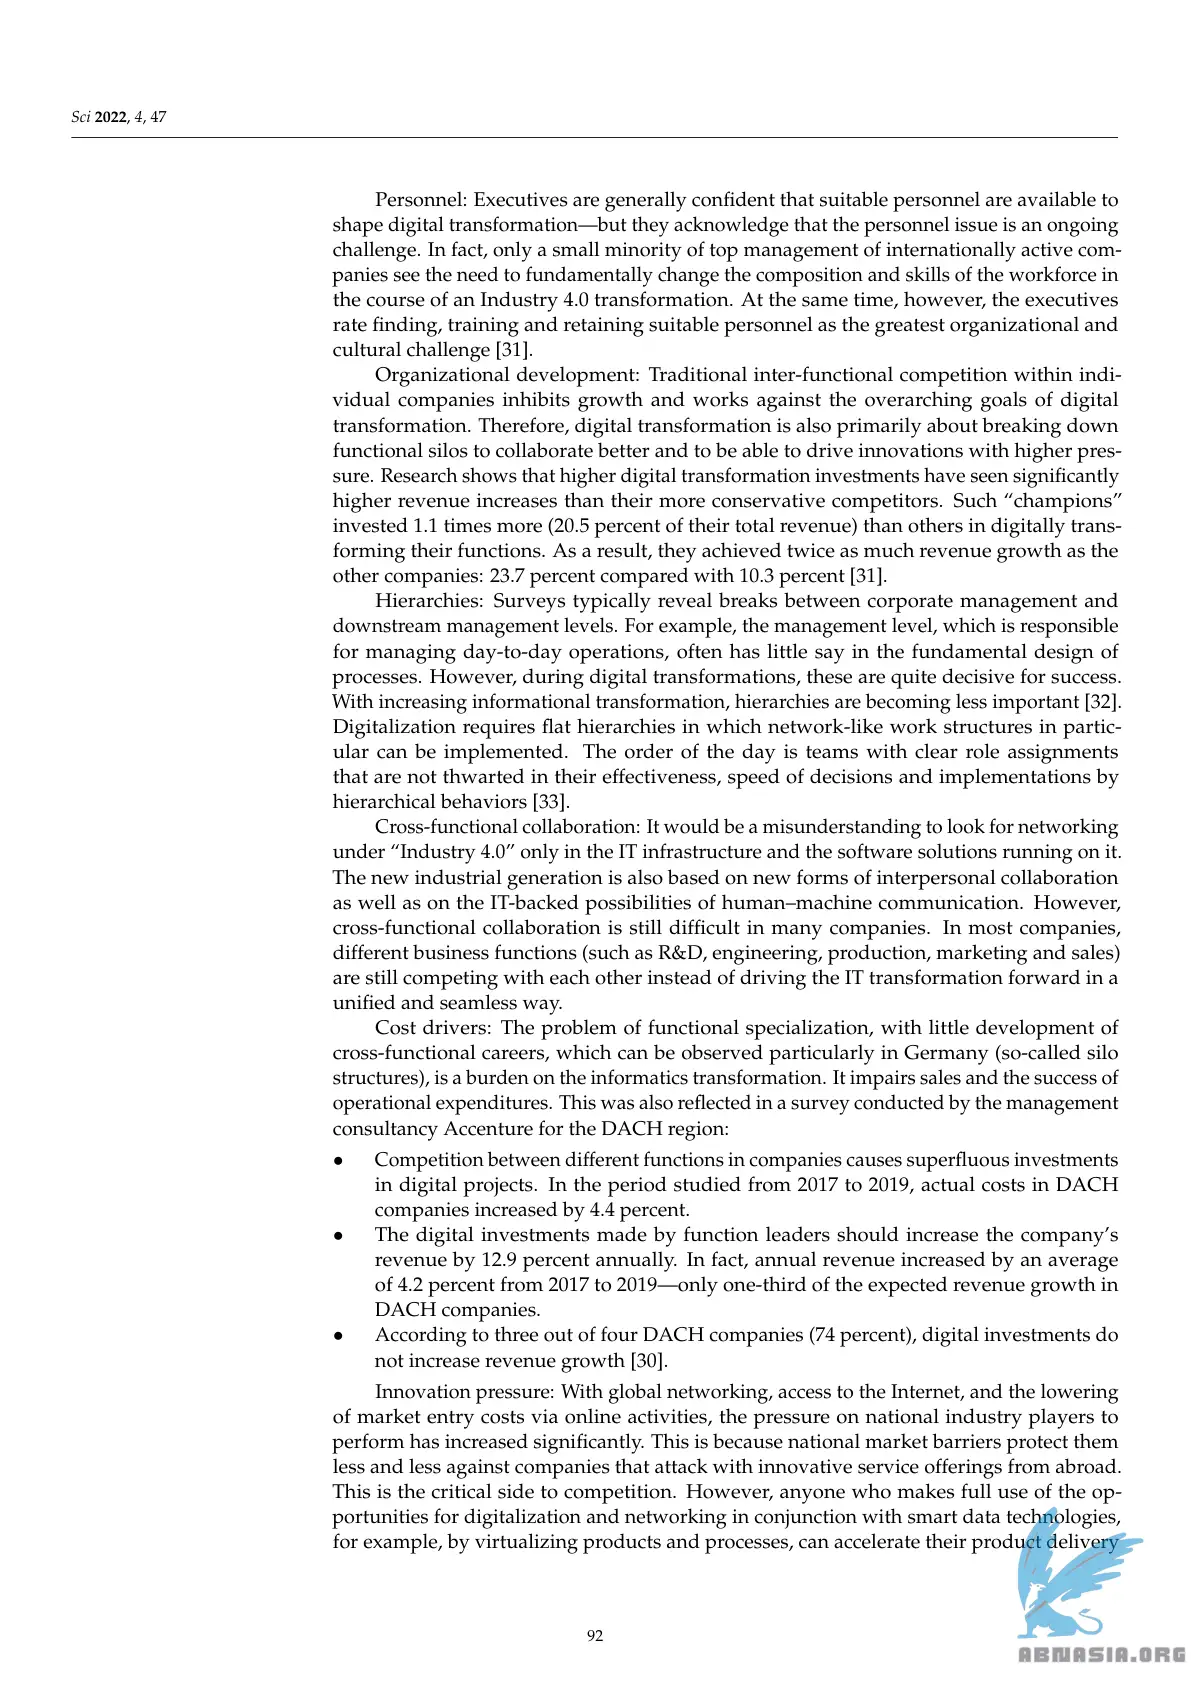 Sci 2022, 4, 47
Personnel: Executives are generally confident that suitable personnel are available to
shape digital transformation—but they acknowledge that the personnel issue is an ongoing
challenge. In fact, only a small minority of top management of internationally active com-
panies see the need to fundamentally change the composition and skills of the workforce in
the course of an Industry 4.0 transformation. At the same time, however, the executives
rate finding, training and retaining suitable personnel as the greatest organizational and
cultural challenge [31].
Organizational development: Traditional inter-functional competition within indi-
vidual companies inhibits growth and works against the overarching goals of digital
transformation. Therefore, digital transformation is also primarily about breaking down
functional silos to collaborate better and to be able to drive innovations with higher pres-
sure. Research shows that higher digital transformation investments have seen significantly
higher revenue increases than their more conservative competitors. Such “champions”
invested 1.1 times more (20.5 percent of their total revenue) than others in digitally trans-
forming their functions. As a result, they achieved twice as much revenue growth as the
other companies: 23.7 percent compared with 10.3 percent [31].
Hierarchies: Surveys typically reveal breaks between corporate management and
downstream management levels. For example, the management level, which is responsible
for managing day-to-day operations, often has little say in the fundamental design of
processes. However, during digital transformations, these are quite decisive for success.
With increasing informational transformation, hierarchies are becoming less important [32].
Digitalization requires flat hierarchies in which network-like work structures in partic-
ular can be implemented. The order of the day is teams with clear role assignments
that are not thwarted in their effectiveness, speed of decisions and implementations by
hierarchical behaviors [33].
Cross-functional collaboration: It would be a misunderstanding to look for networking
under “Industry 4.0” only in the IT infrastructure and the software solutions running on it.
The new industrial generation is also based on new forms of interpersonal collaboration
as well as on the IT-backed possibilities of human–machine communication. However,
cross-functional collaboration is still difficult in many companies. In most companies,
different business functions (such as R&D, engineering, production, marketing and sales)
are still competing with each other instead of driving the IT transformation forward in a
unified and seamless way.
Cost drivers: The problem of functional specialization, with little development of
cross-functional careers, which can be observed particularly in Germany (so-called silo
structures), is a burden on the informatics transformation. It impairs sales and the success of
operational expenditures. This was also reflected in a survey conducted by the management
consultancy Accenture for the DACH region:
• Competition between different functions in companies causes superfluous investments
in digital projects. In the period studied from 2017 to 2019, actual costs in DACH
companies increased by 4.4 percent.
• The digital investments made by function leaders should increase the company’s
revenue by 12.9 percent annually. In fact, annual revenue increased by an average
of 4.2 percent from 2017 to 2019—only one-third of the expected revenue growth in
DACH companies.
• According to three out of four DACH companies (74 percent), digital investments do
not increase revenue growth [30].
Innovation pressure: With global networking, access to the Internet, and the lowering
of market entry costs via online activities, the pressure on national industry players to
perform has increased significantly. This is because national market barriers protect them
less and less against companies that attack with innovative service offerings from abroad.
This is the critical side to competition. However, anyone who makes full use of the op-
portunities for digitalization and networking in conjunction with smart data technologies,
for example, by virtualizing products and processes, can accelerate their product delivery
92
ABNASIA.ORG